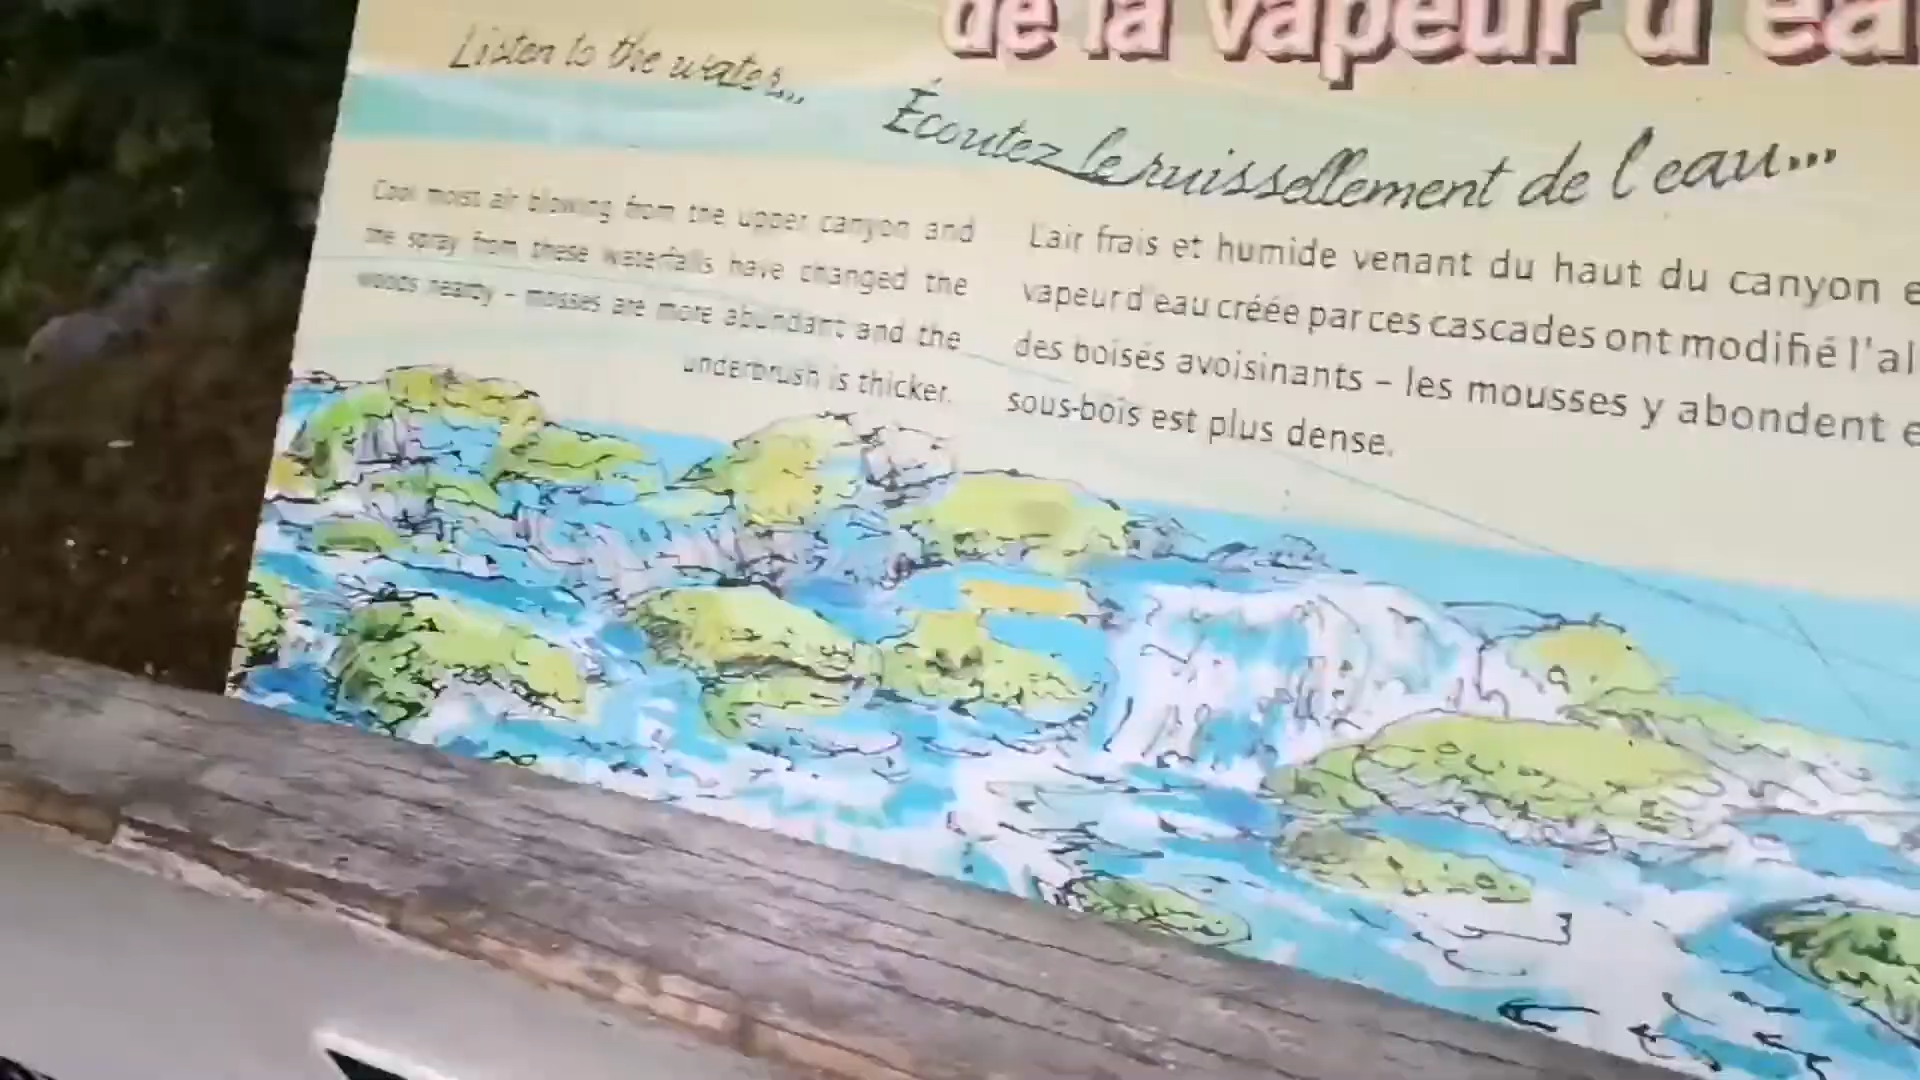 de la vapeur d'ea
Listen to the water...
Écoutez le ruissellement de l'eau...
Cool moist air blowing from the upper canyon and
the spray from these waterfalls have changed the
woods nearby – mosses are more abundant and the
underbrush is thicker.
L'air frais et humide venant du haut du canyon e
vapeur d'eau créée par ces cascades ont modifié l'al
des boisés avoisinants – les mousses y abondent e
sous-bois est plus dense.